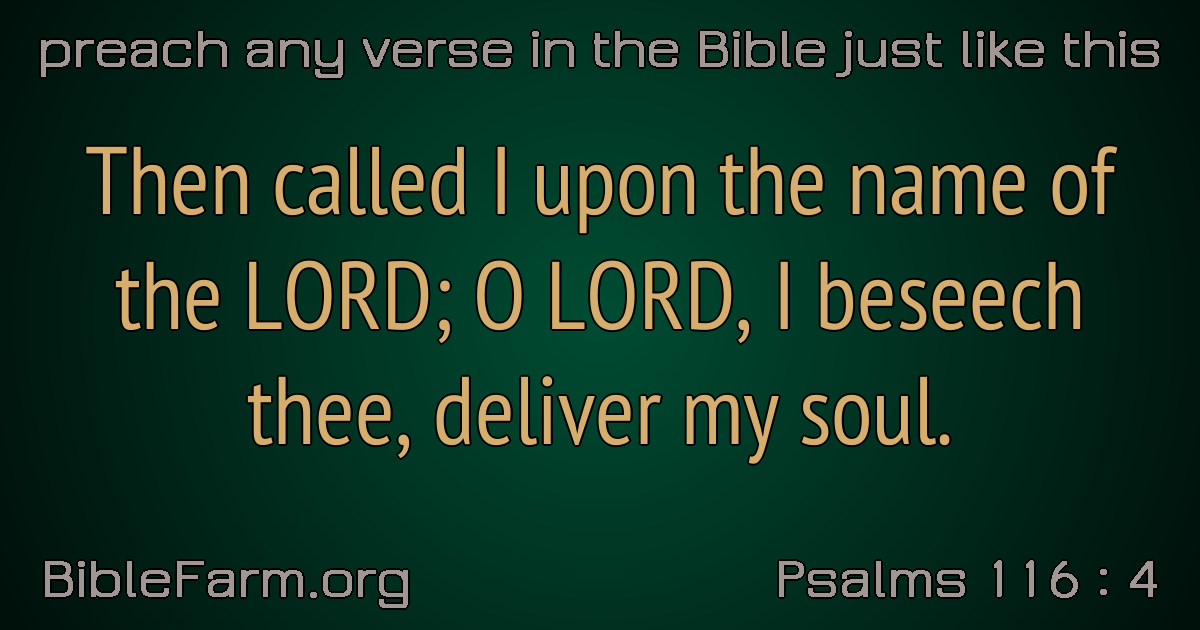 preach any verse in the Bible just like this
Then called I upon the name of
the LORD; O LORD, I beseech
thee, deliver my soul.
BibleFarm.org
Psalms 116 : 4